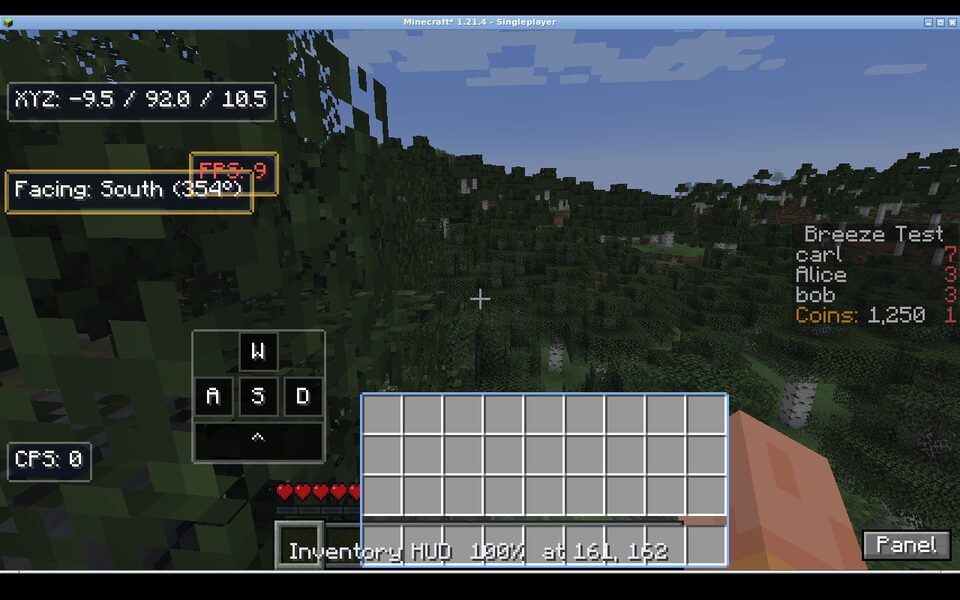 Minecraft* 1.21.4 - Singleplayer
XYZ: -9.5 / 92.0 / 10.5
FPS: 9
Facing: South (354°)
Breeze Test
carl 7
Alice 3
bob 3
Coins: 1,250 1
W
A S D
^
CPS: 0
Inventory HUD 100% at 161, 162
Panel